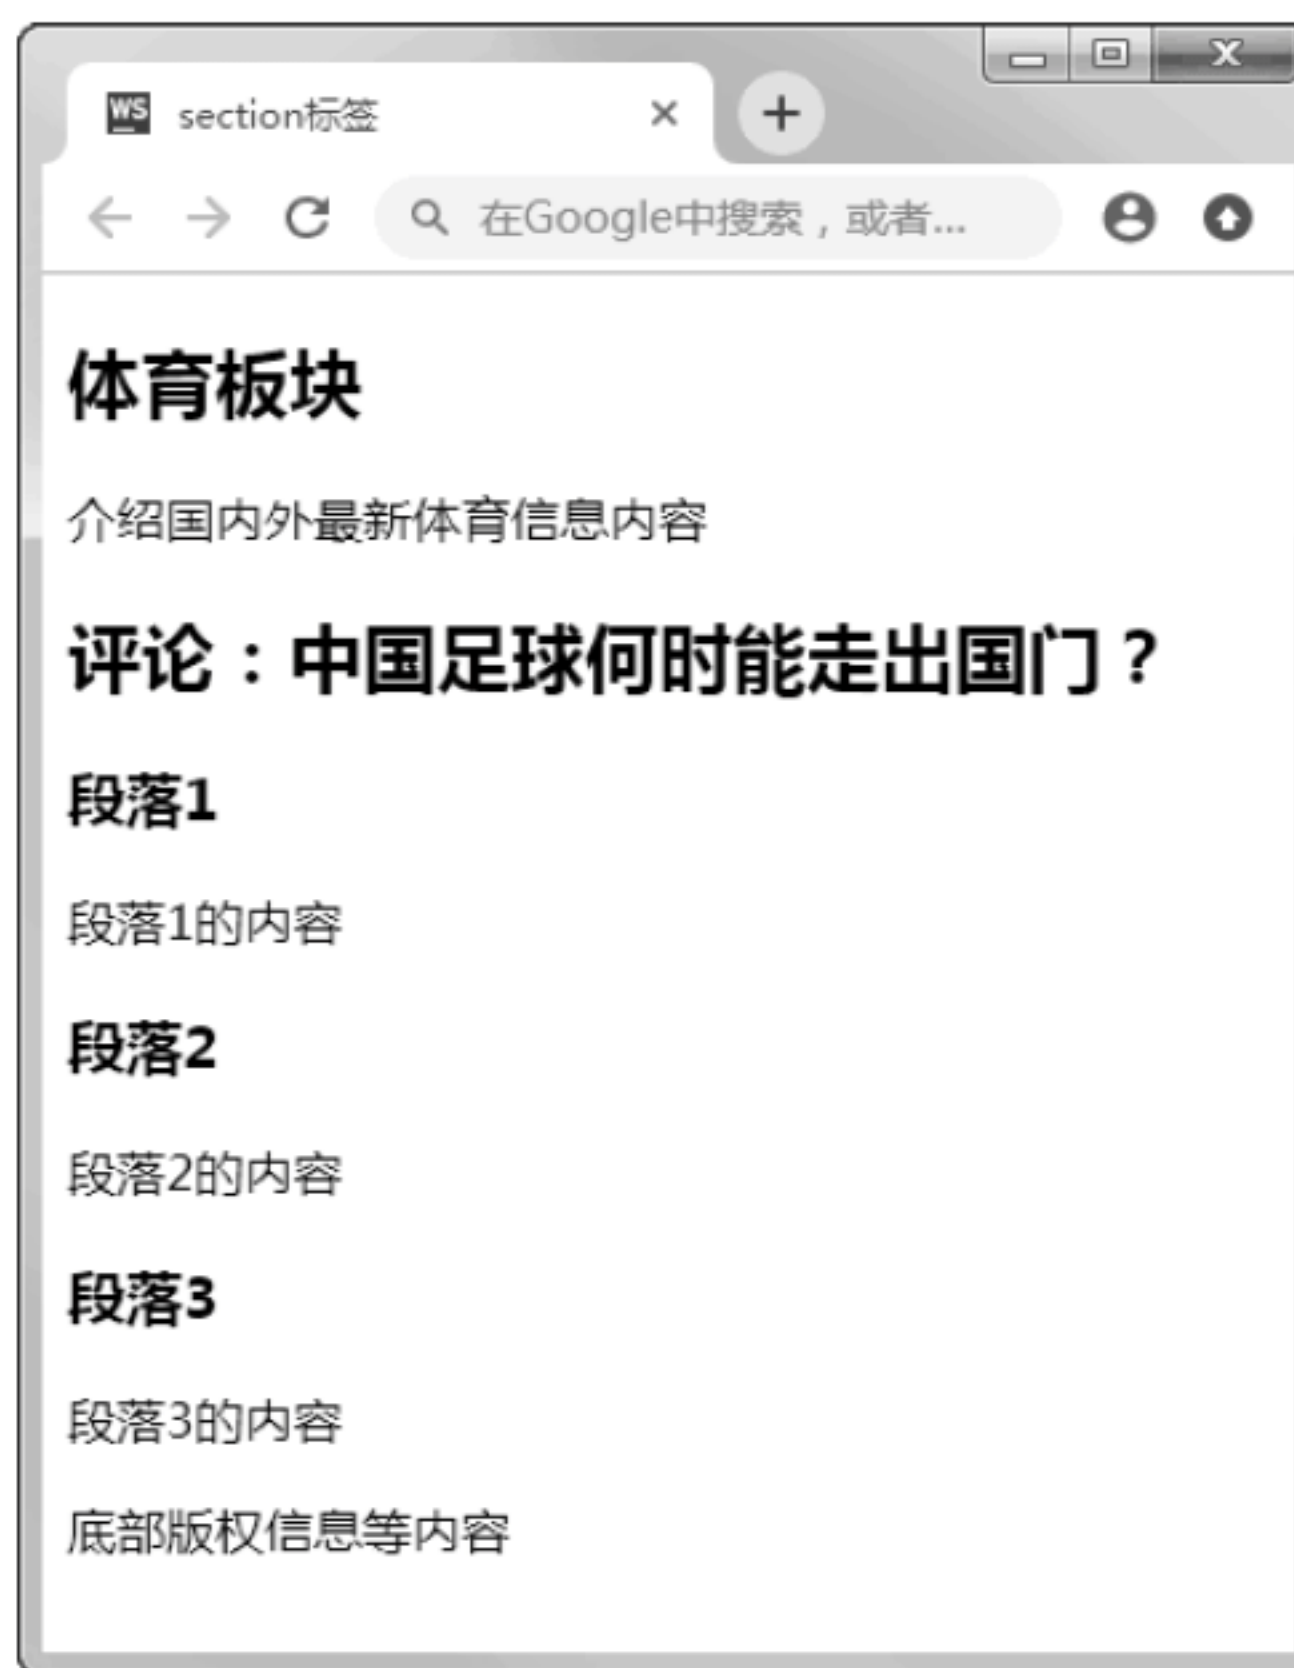 WS section标签
在Google中搜索，或者...
体育板块
介绍国内外最新体育信息内容
评论：中国足球何时能走出国门？
段落1
段落1的内容
段落2
段落2的内容
段落3
段落3的内容
底部版权信息等内容